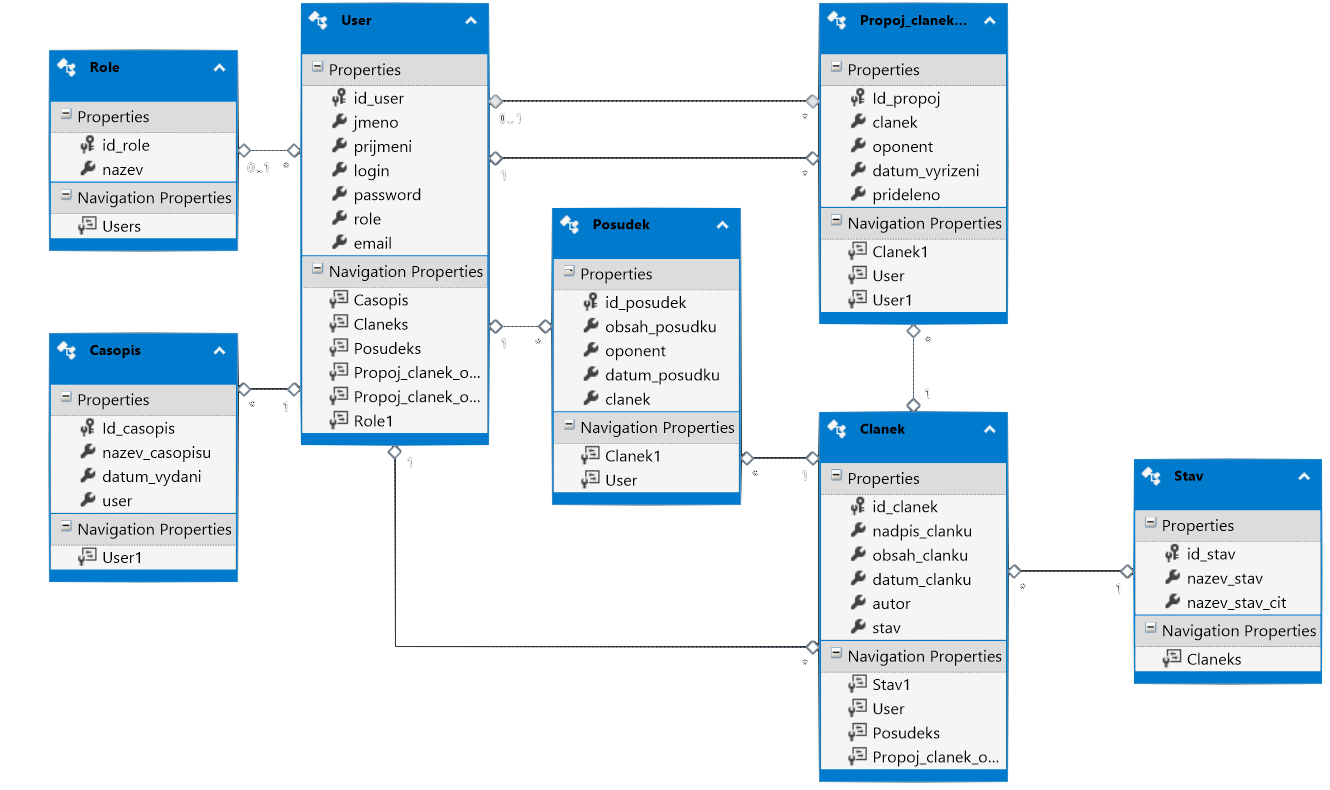 Role
Properties
id_role
nazev
Navigation Properties
Users
User
Properties
id_user
jmeno
prijmeni
login
password
role
email
Navigation Properties
Casopis
Claneks
Posudeks
Propoj_clanek_o...
Propoj_clanek_o...
Role1
Propoj_clanek...
Properties
Id_propoj
clanek
oponent
datum_vyrizeni
prideleno
Navigation Properties
Clanek1
User
User1
Posudek
Properties
id_posudek
obsah_posudku
oponent
datum_posudku
clanek
Navigation Properties
Clanek1
User
Casopis
Properties
Id_casopis
nazev_casopisu
datum_vydani
user
Navigation Properties
User1
Clanek
Properties
id_clanek
nadpis_clanku
obsah_clanku
datum_clanku
autor
stav
Navigation Properties
Stav1
User
Posudeks
Propoj_clanek_o...
Stav
Properties
id_stav
nazev_stav
nazev_stav_cit
Navigation Properties
Claneks
0..1
*
0..1
*
1
*
1
*
*
1
*
1
*
1
1
*
*
1